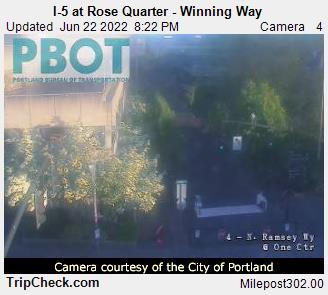 I-5 at Rose Quarter - Winning Way
Updated Jun 22 2022 8:22 PM Camera 4
PBOT
PORTLAND BUREAU OF TRANSPORTATION
4 - N. Ramsey Wy
@ One Ctr
Camera courtesy of the City of Portland
TripCheck.com Milepost302.00